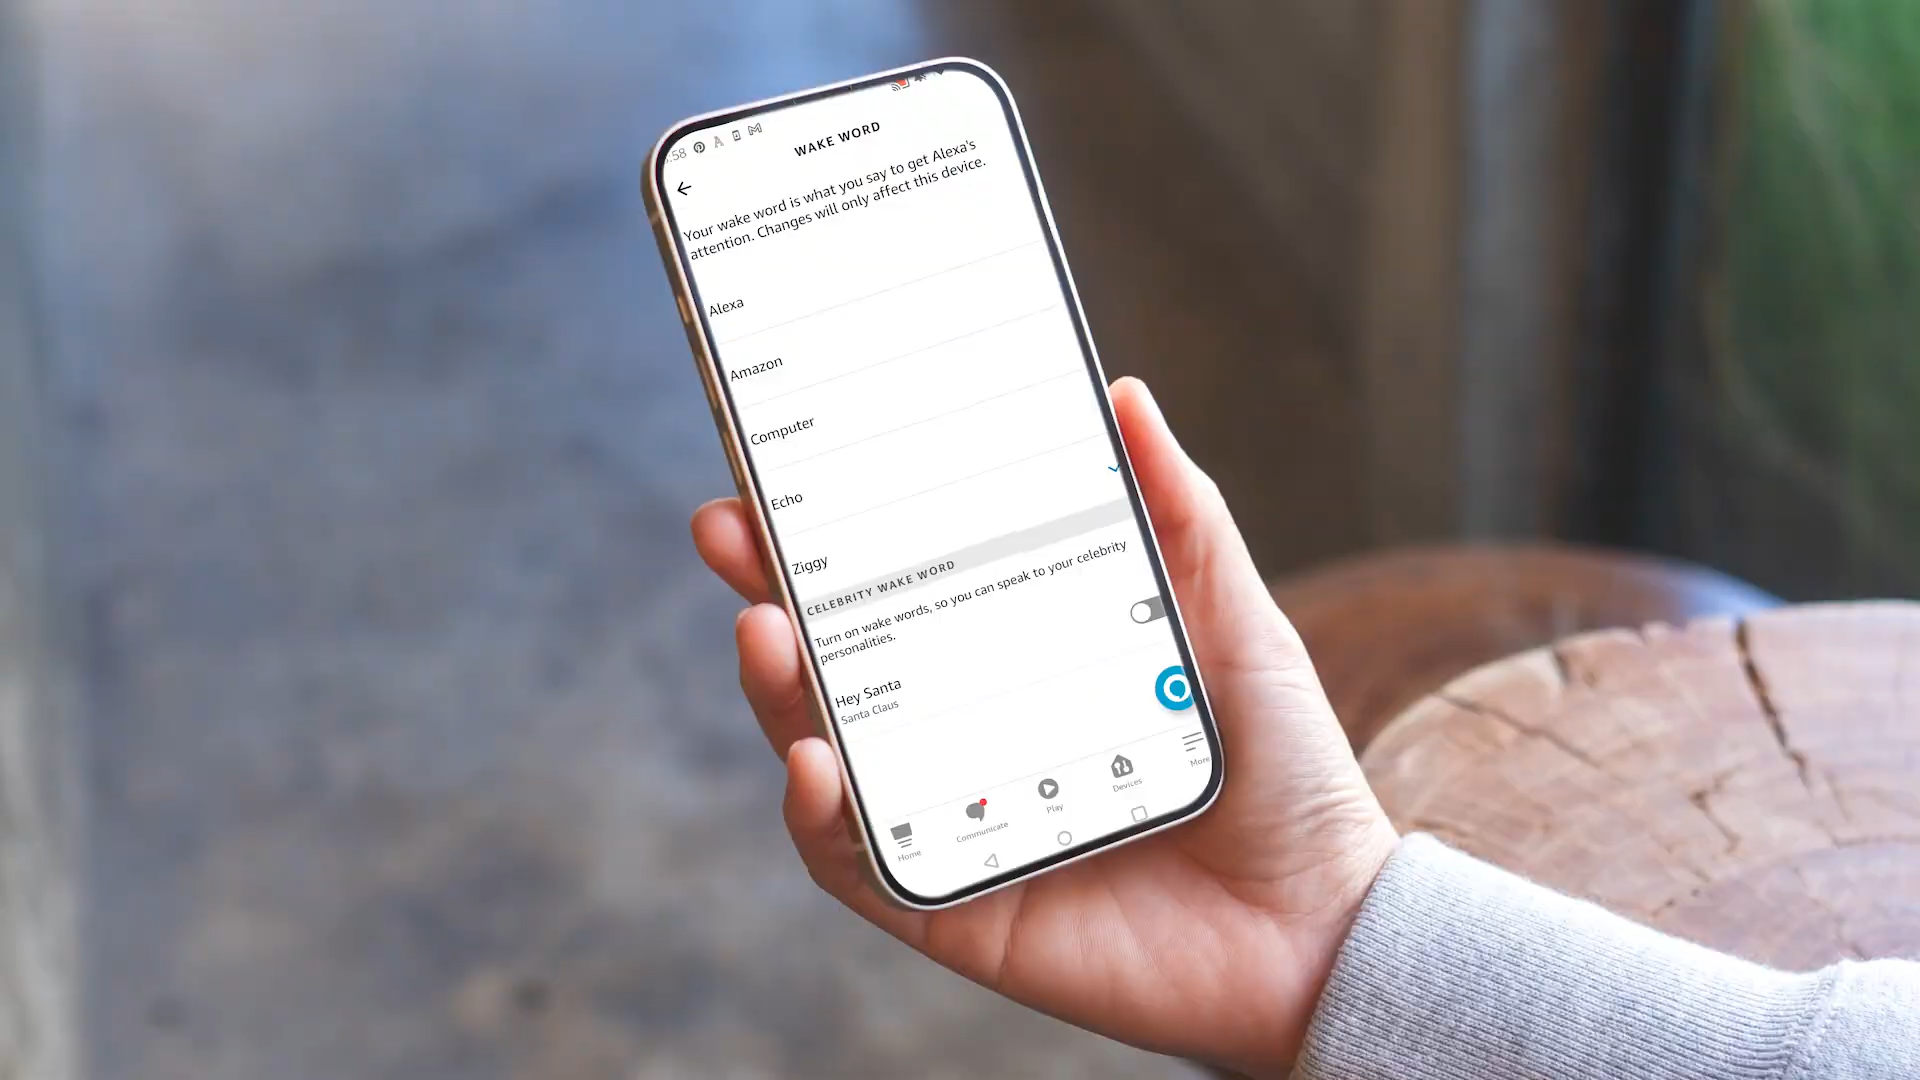 :58
WAKE WORD
Your wake word is what you say to get Alexa's
attention. Changes will only affect this device.
Alexa
Amazon
Computer
Echo
Ziggy
CELEBRITY WAKE WORD
Turn on wake words, so you can speak to your celebrity
personalities.
Hey Santa
Santa Claus
Home
Communicate
Play
Devices
More